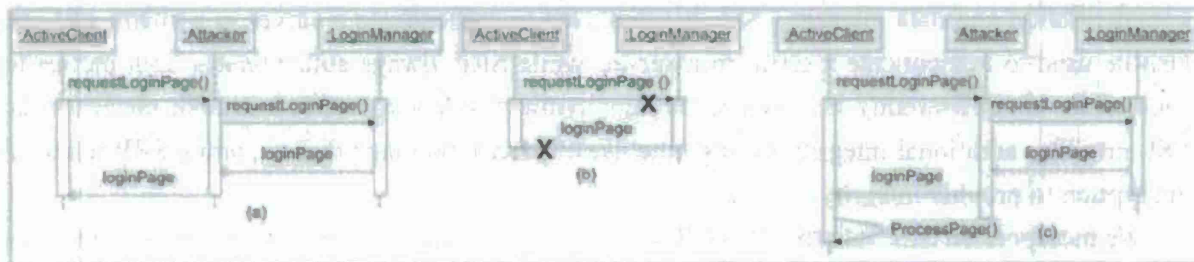 :ActiveClient :Attacker :LoginManager
requestLoginPage()
requestLoginPage()
loginPage
loginPage
(a)
:ActiveClient :LoginManager
requestLoginPage ()
X
loginPage
X
(b)
:ActiveClient :Attacker :LoginManager
requestLoginPage()
requestLoginPage()
loginPage
loginPage
ProcessPage()
(c)